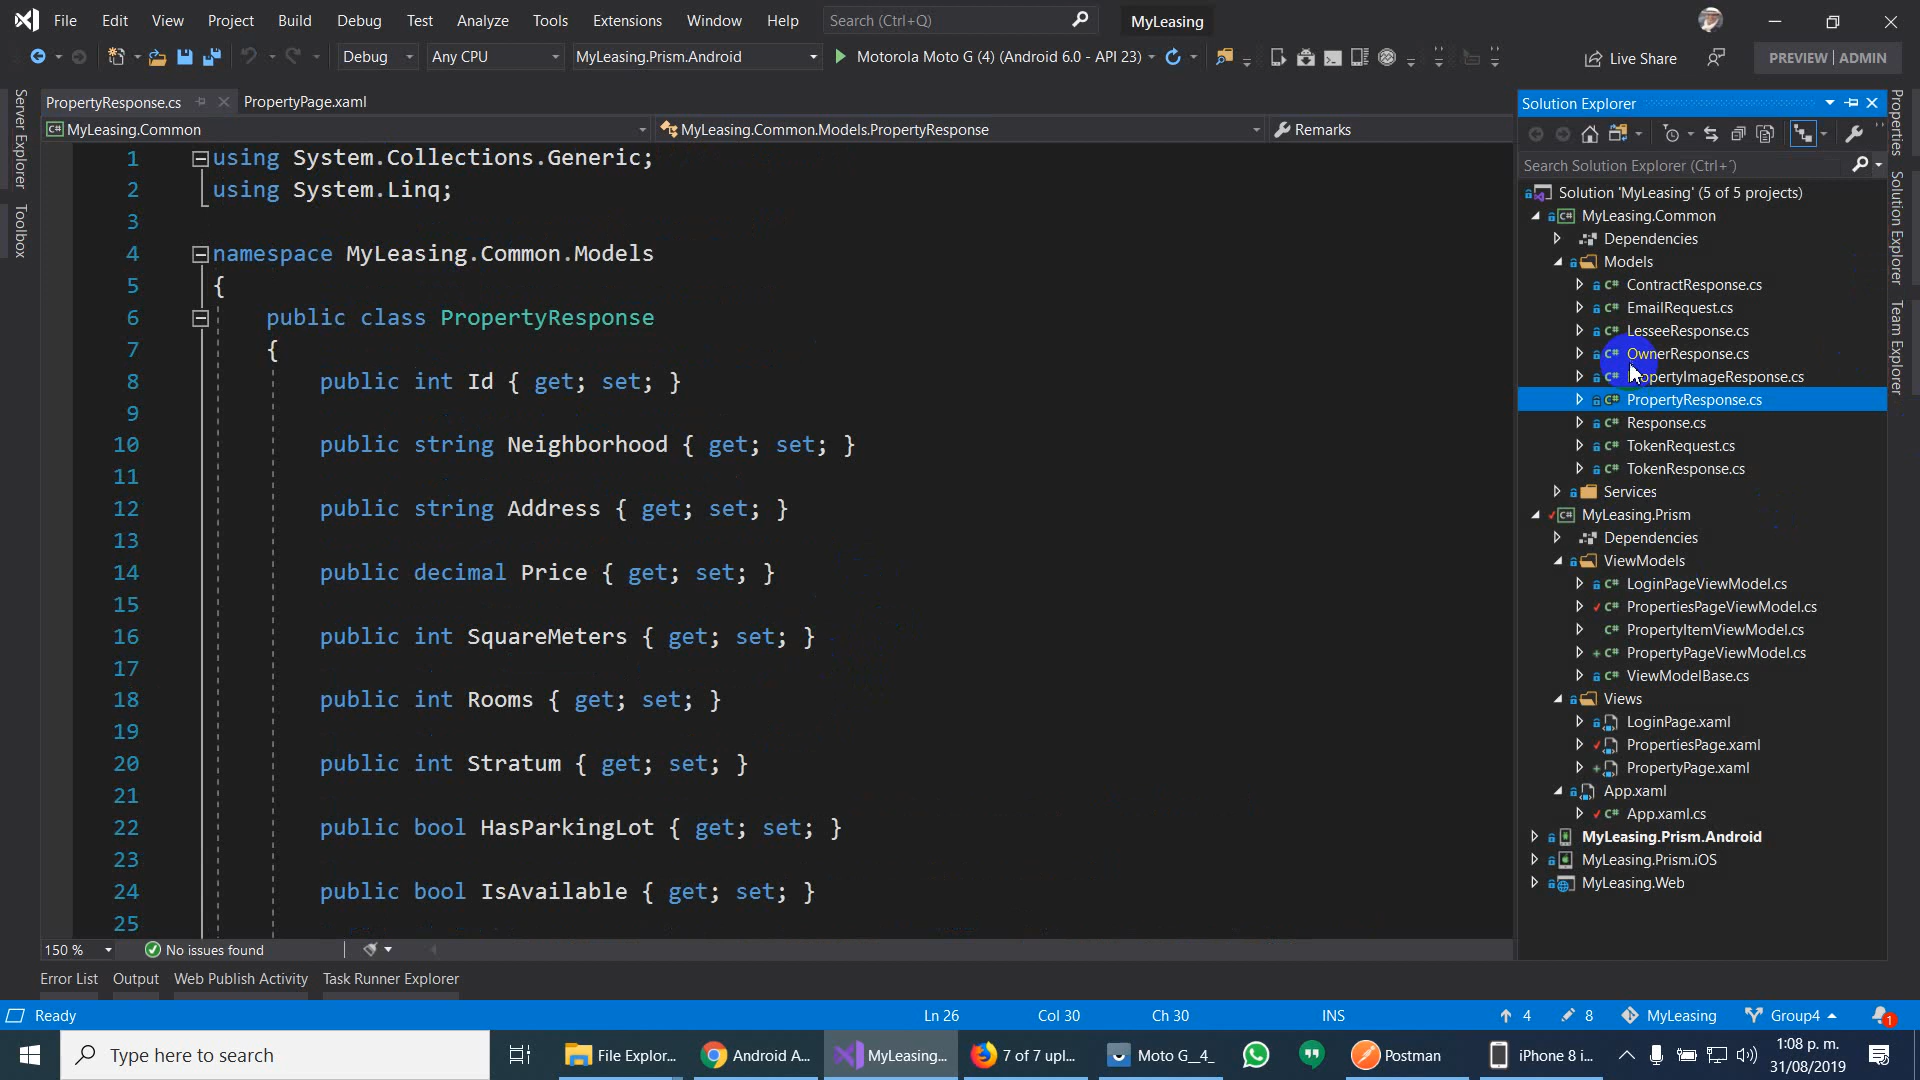 File Edit View Project Build Debug Test Analyze Tools Extensions Window Help Search (Ctrl+Q) MyLeasing
Debug Any CPU MyLeasing.Prism.Android Motorola Moto G (4) (Android 6.0 - API 23) Live Share PREVIEW | ADMIN
Server Explorer
Toolbox
PropertyResponse.cs PropertyPage.xaml
MyLeasing.Common MyLeasing.Common.Models.PropertyResponse Remarks
1 using System.Collections.Generic;
2 using System.Linq;
3
4 namespace MyLeasing.Common.Models
5 {
6 public class PropertyResponse
7 {
8 public int Id { get; set; }
9
10 public string Neighborhood { get; set; }
11
12 public string Address { get; set; }
13
14 public decimal Price { get; set; }
15
16 public int SquareMeters { get; set; }
17
18 public int Rooms { get; set; }
19
20 public int Stratum { get; set; }
21
22 public bool HasParkingLot { get; set; }
23
24 public bool IsAvailable { get; set; }
25
150 % No issues found
Solution Explorer
Search Solution Explorer (Ctrl+´)
Solution 'MyLeasing' (5 of 5 projects)
MyLeasing.Common
Dependencies
Models
ContractResponse.cs
EmailRequest.cs
LesseeResponse.cs
OwnerResponse.cs
PropertyImageResponse.cs
PropertyResponse.cs
Response.cs
TokenRequest.cs
TokenResponse.cs
Services
MyLeasing.Prism
Dependencies
ViewModels
LoginPageViewModel.cs
PropertiesPageViewModel.cs
PropertyItemViewModel.cs
PropertyPageViewModel.cs
ViewModelBase.cs
Views
LoginPage.xaml
PropertiesPage.xaml
PropertyPage.xaml
App.xaml
App.xaml.cs
MyLeasing.Prism.Android
MyLeasing.Prism.iOS
MyLeasing.Web
Properties
Solution Explorer
Team Explorer
Error List Output Web Publish Activity Task Runner Explorer
Ready Ln 26 Col 30 Ch 30 INS 4 8 MyLeasing Group4 1
Type here to search File Explor... Android A... MyLeasing... 7 of 7 upl... Moto G_4_ Postman iPhone 8 i... 1:08 p. m.
31/08/2019